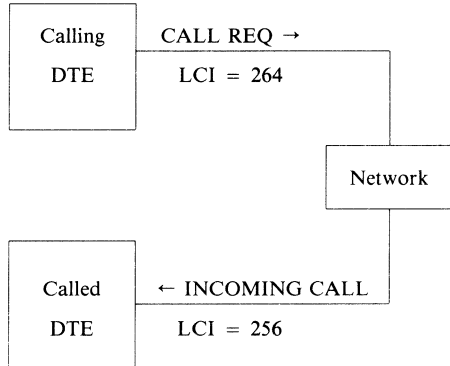 Calling
DTE
CALL REQ →
LCI = 264
Network
Called
DTE
← INCOMING CALL
LCI = 256